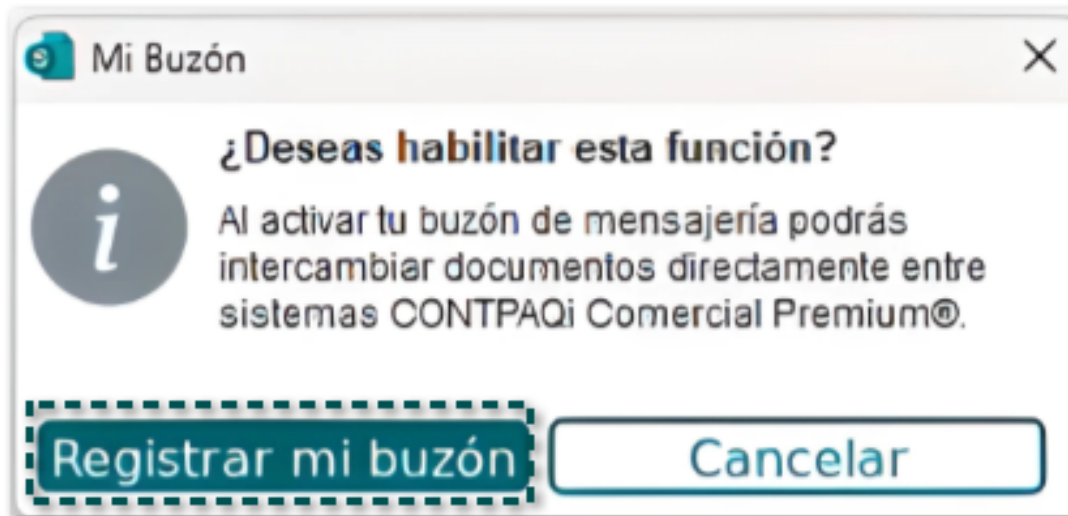 Mi Buzón
¿Deseas habilitar esta función?
Al activar tu buzón de mensajería podrás
intercambiar documentos directamente entre
sistemas CONTPAQi Comercial Premium®.
Registrar mi buzón
Cancelar